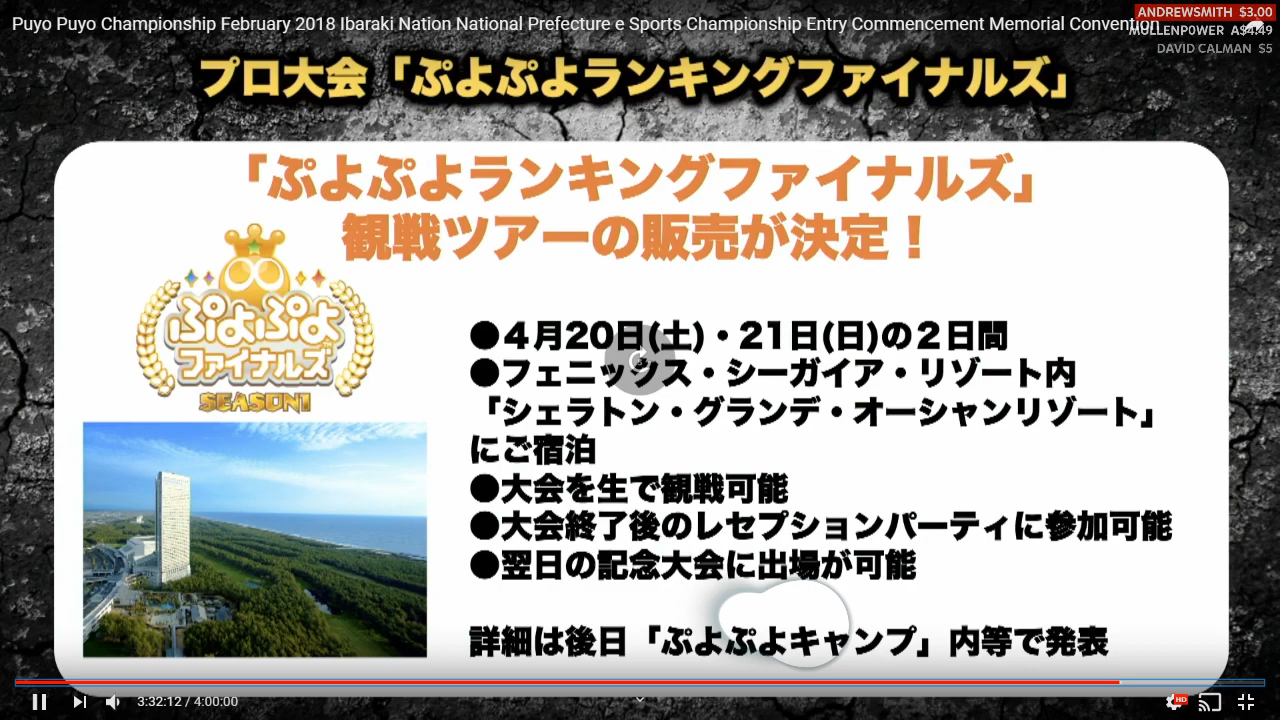 Puyo Puyo Championship February 2018 Ibaraki Nation National Prefecture e Sports Championship Entry Commencement Memorial Convention
ANDREWSMITH $3.00
MULLENP0WER A$4.49
DAVID CALMAN $5
プロ大会「ぷよぷよランキングファイナルズ」
「ぷよぷよランキングファイナルズ」
観戦ツアーの販売が決定！
ぷよぷよ
ファイナルズ
SEASON1
●４月20日(土)・21日(日)の２日間
●フェニックス・シーガイア・リゾート内
「シェラトン・グランデ・オーシャンリゾート」
にご宿泊
●大会を生で観戦可能
●大会終了後のレセプションパーティに参加可能
●翌日の記念大会に出場が可能
詳細は後日「ぷよぷよキャンプ」内等で発表
3:32:12 / 4:00:00
HD